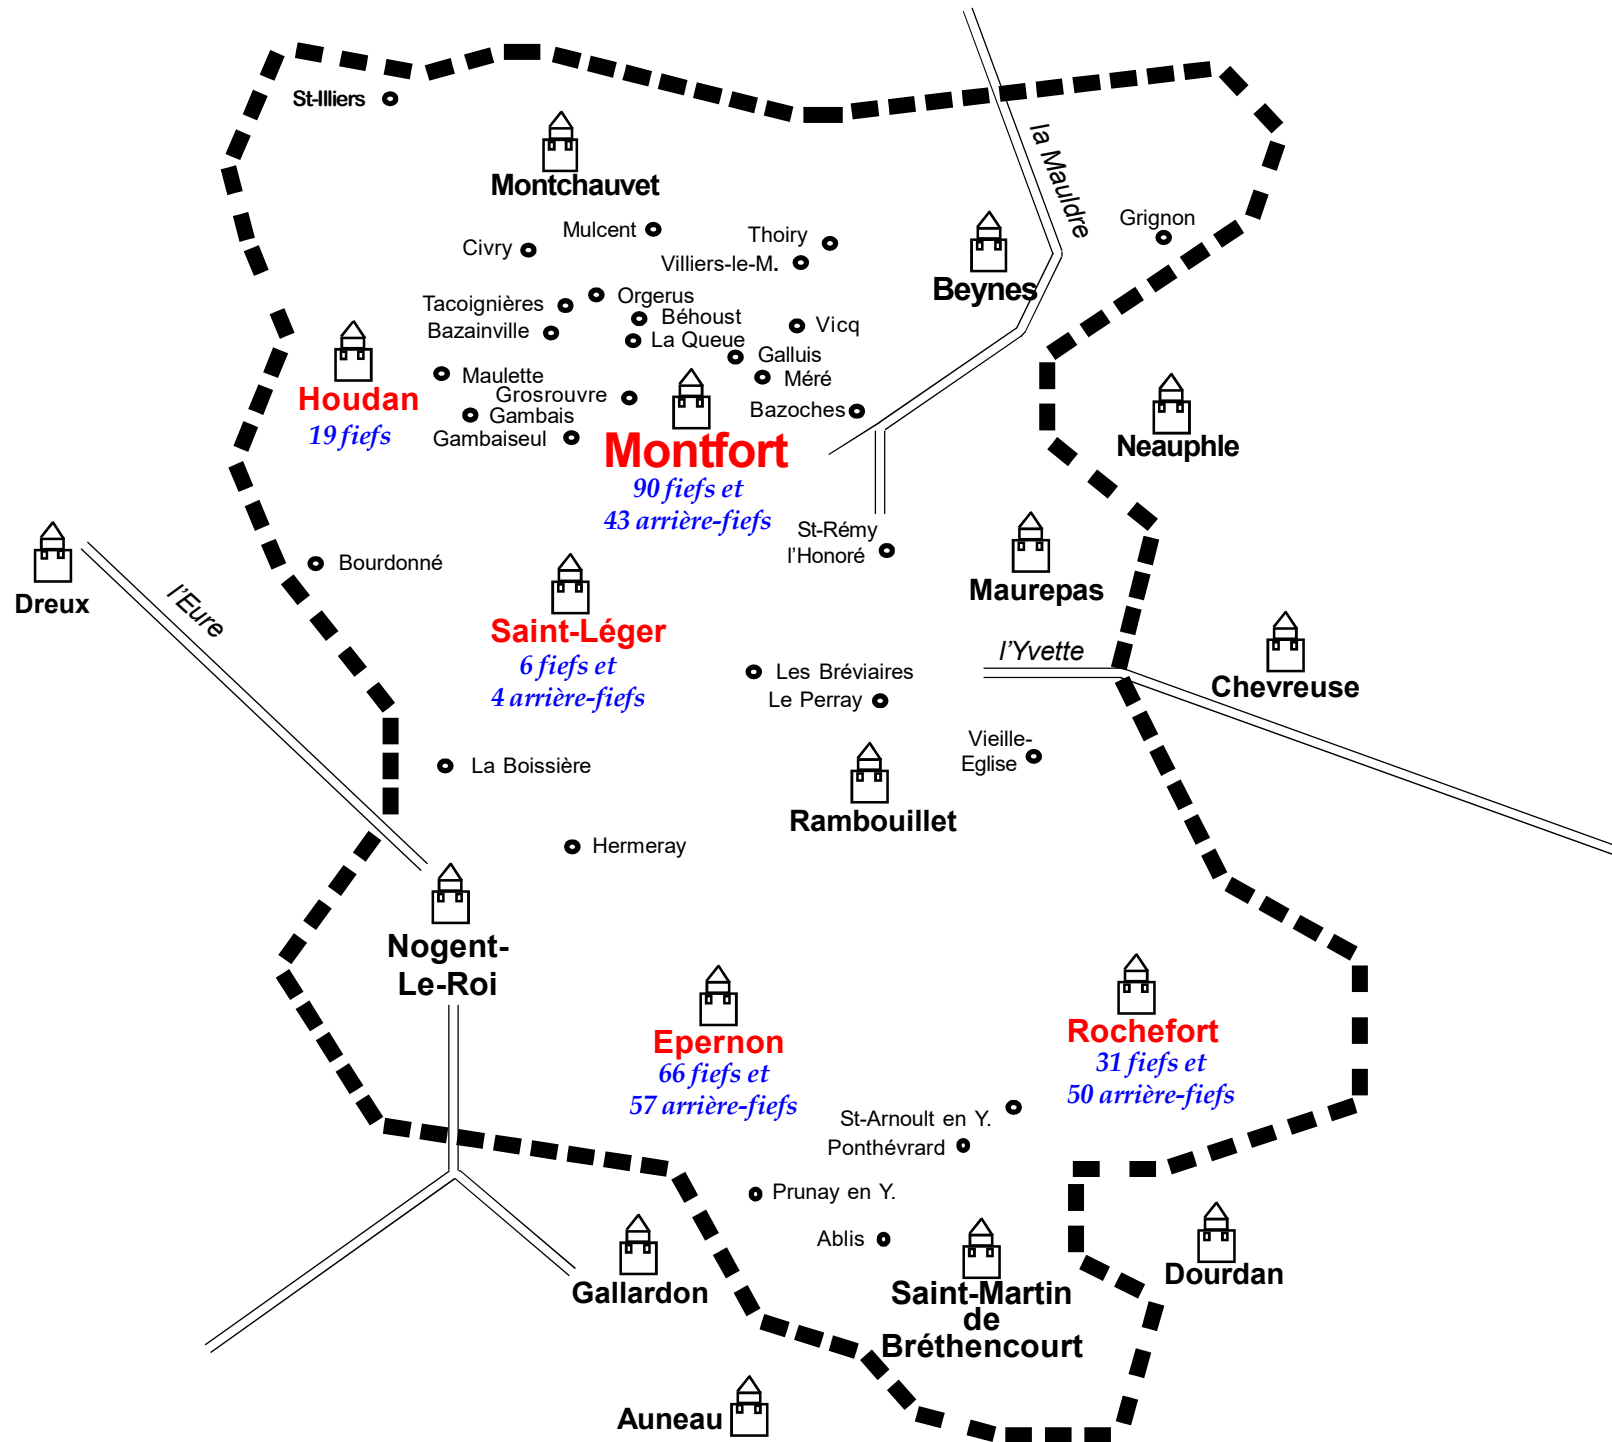 St-Illiers
la Mauldre
Montchauvet
Grignon
Mulcent
Thoiry
Civry
Villiers-le-M.
Beynes
Orgerus
Tacoignières
Béhoust
Vicq
Bazainville
La Queue
Galluis
Maulette
Méré
Houdan
Grosrouvre
Gambais
Bazoches
19 fiefs
Gambaiseul
Montfort
Neauphle
90 fiefs et
43 arrière-fiefs
St-Rémy
l'Honoré
Bourdonné
Maurepas
Dreux
l'Eure
Saint-Léger
6 fiefs et
4 arrière-fiefs
l'Yvette
Les Bréviaires
Chevreuse
Le Perray
Vieille-
Eglise
La Boissière
Rambouillet
Hermeray
Nogent-
Le-Roi
Epernon
66 fiefs et
57 arrière-fiefs
Rochefort
31 fiefs et
50 arrière-fiefs
St-Arnoult en Y.
Ponthévrard
Prunay en Y.
Ablis
Gallardon
Dourdan
Saint-Martin
de
Bréthencourt
Auneau